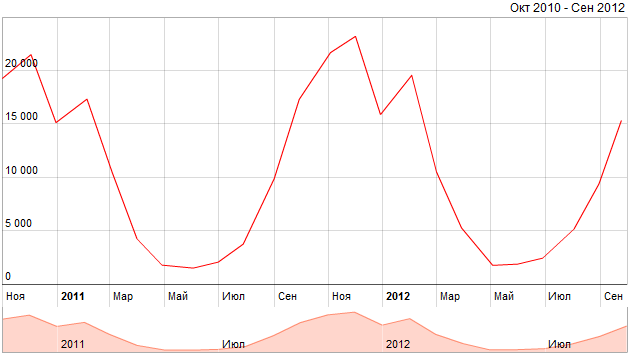 Окт 2010 - Сен 2012
20 000
15 000
10 000
5 000
0
Ноя 2011 Мар Май Июл Сен Ноя 2012 Мар Май Июл Сен
2011 Июл 2012 Июл